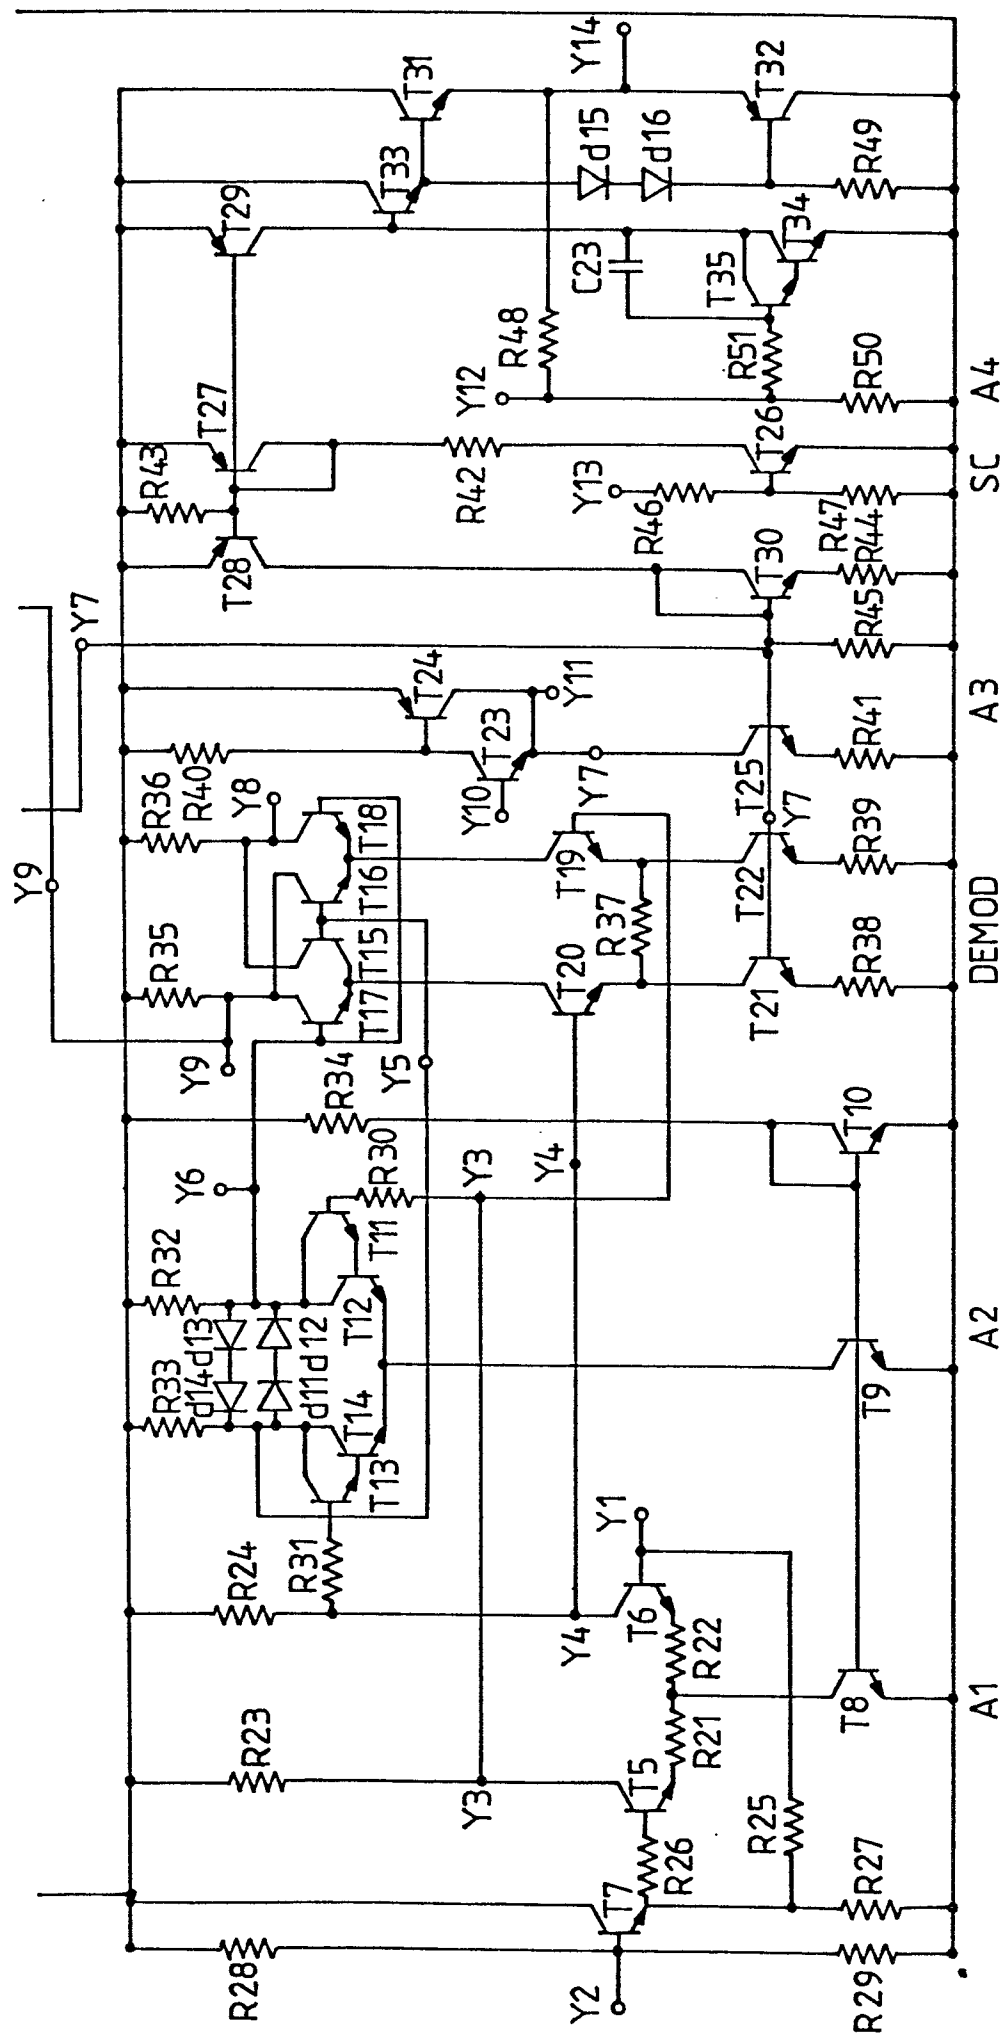 Y9
Y7
R28
R23
R24
R33
R32
d14
d13
d11
d12
Y6
R34
Y9
R35
R36
R40
Y8
T17
T15
T16
T18
T24
T28
R43
T27
T29
T33
T31
T13
T14
T12
T11
R30
R31
Y5
Y3
Y3
Y4
Y4
T20
T19
R37
Y10
T23
Y11
Y7
R42
Y12
R48
C23
d15
d16
Y14
Y2
T7
R26
T5
R21
R22
T6
Y1
R25
T21
T22
T25
Y7
R46
Y13
T30
T26
R51
T35
T34
T32
R29
R27
T8
T9
T10
R38
R39
R41
R45
R44
R47
R50
R49
A1
A2
DEMOD
A3
SC
A4